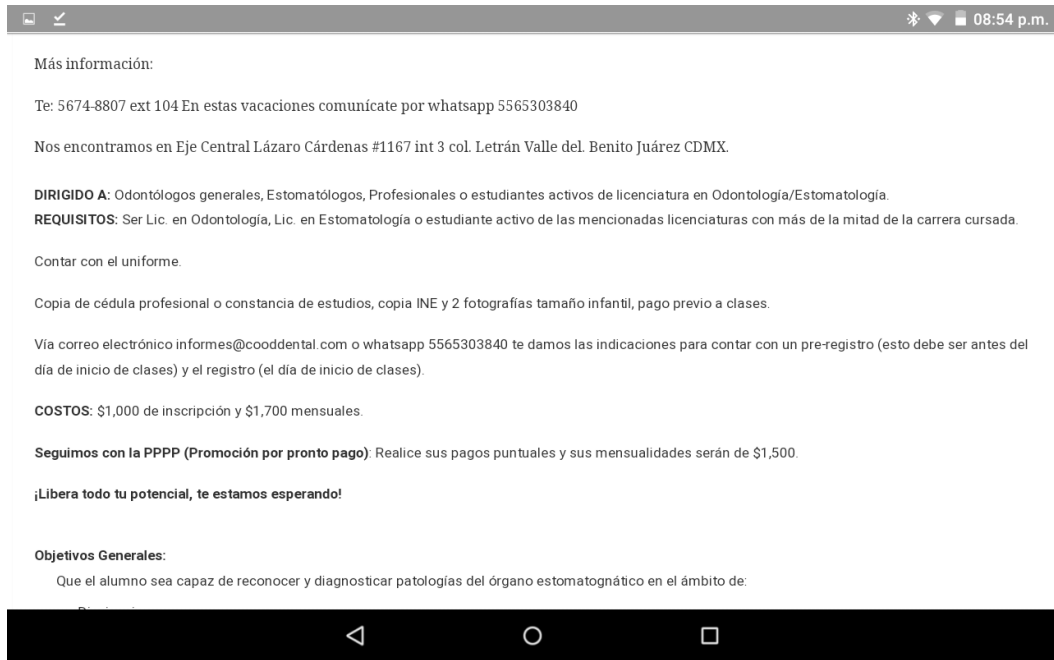 08:54 p.m.
Más información:
Te: 5674-8807 ext 104 En estas vacaciones comunícate por whatsapp 5565303840
Nos encontramos en Eje Central Lázaro Cárdenas #1167 int 3 col. Letrán Valle del. Benito Juárez CDMX.
DIRIGIDO A: Odontólogos generales, Estomatólogos, Profesionales o estudiantes activos de licenciatura en Odontología/Estomatología.
REQUISITOS: Ser Lic. en Odontología, Lic. en Estomatología o estudiante activo de las mencionadas licenciaturas con más de la mitad de la carrera cursada.
Contar con el uniforme.
Copia de cédula profesional o constancia de estudios, copia INE y 2 fotografías tamaño infantil, pago previo a clases.
Vía correo electrónico informes@cooddental.com o whatsapp 5565303840 te damos las indicaciones para contar con un pre-registro (esto debe ser antes del
día de inicio de clases) y el registro (el día de inicio de clases).
COSTOS: $1,000 de inscripción y $1,700 mensuales.
Seguimos con la PPPP (Promoción por pronto pago): Realice sus pagos puntuales y sus mensualidades serán de $1,500.
¡Libera todo tu potencial, te estamos esperando!
Objetivos Generales:
Que el alumno sea capaz de reconocer y diagnosticar patologías del órgano estomatognático en el ámbito de: